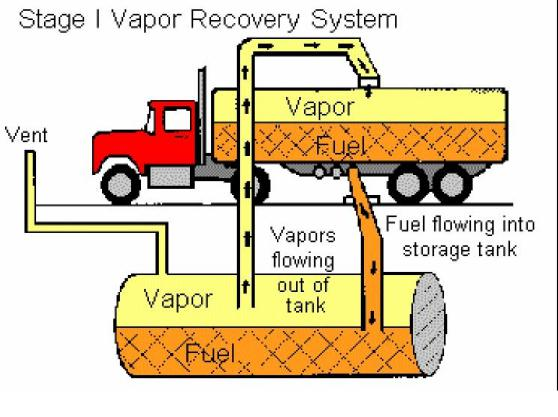 Stage I Vapor Recovery System
Vapor
Fuel
Vent
Vapors
flowing
out of
tank
Fuel flowing into
storage tank
Vapor
Fuel